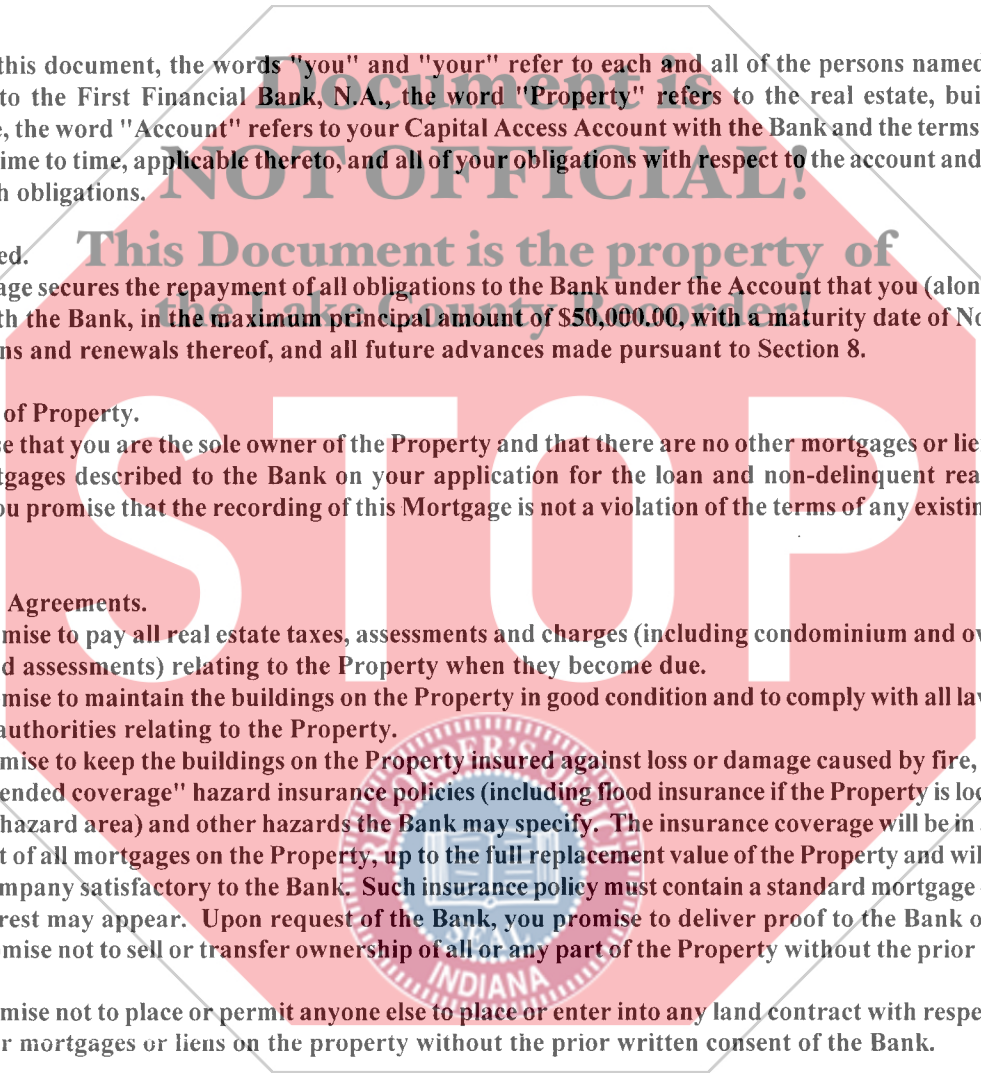 this document, the words "you" and "your" refer to each and all of the persons named
to the First Financial Bank, N.A., the word "Property" refers to the real estate, bui
, the word "Account" refers to your Capital Access Account with the Bank and the terms
ime to time, applicable thereto, and all of your obligations with respect to the account and
h obligations.
Document is
NOT OFFICIAL!
This Document is the property of
the Lake County Recorder!
ed.
age secures the repayment of all obligations to the Bank under the Account that you (alon
th the Bank, in the maximum principal amount of $50,000.00, with a maturity date of No
ns and renewals thereof, and all future advances made pursuant to Section 8.
of Property.
se that you are the sole owner of the Property and that there are no other mortgages or lie
tgages described to the Bank on your application for the loan and non-delinquent rea
ou promise that the recording of this Mortgage is not a violation of the terms of any existin
STOP
Agreements.
mise to pay all real estate taxes, assessments and charges (including condominium and ow
d assessments) relating to the Property when they become due.
mise to maintain the buildings on the Property in good condition and to comply with all law
authorities relating to the Property.
mise to keep the buildings on the Property insured against loss or damage caused by fire,
ended coverage" hazard insurance policies (including flood insurance if the Property is loc
hazard area) and other hazards the Bank may specify. The insurance coverage will be in
t of all mortgages on the Property, up to the full replacement value of the Property and wil
mpany satisfactory to the Bank. Such insurance policy must contain a standard mortgage
rest may appear. Upon request of the Bank, you promise to deliver proof to the Bank o
mise not to sell or transfer ownership of all or any part of the Property without the prior
mise not to place or permit anyone else to place or enter into any land contract with respe
r mortgages or liens on the property without the prior written consent of the Bank.
RECORDER'S OFFICE
SEAL
INDIANA